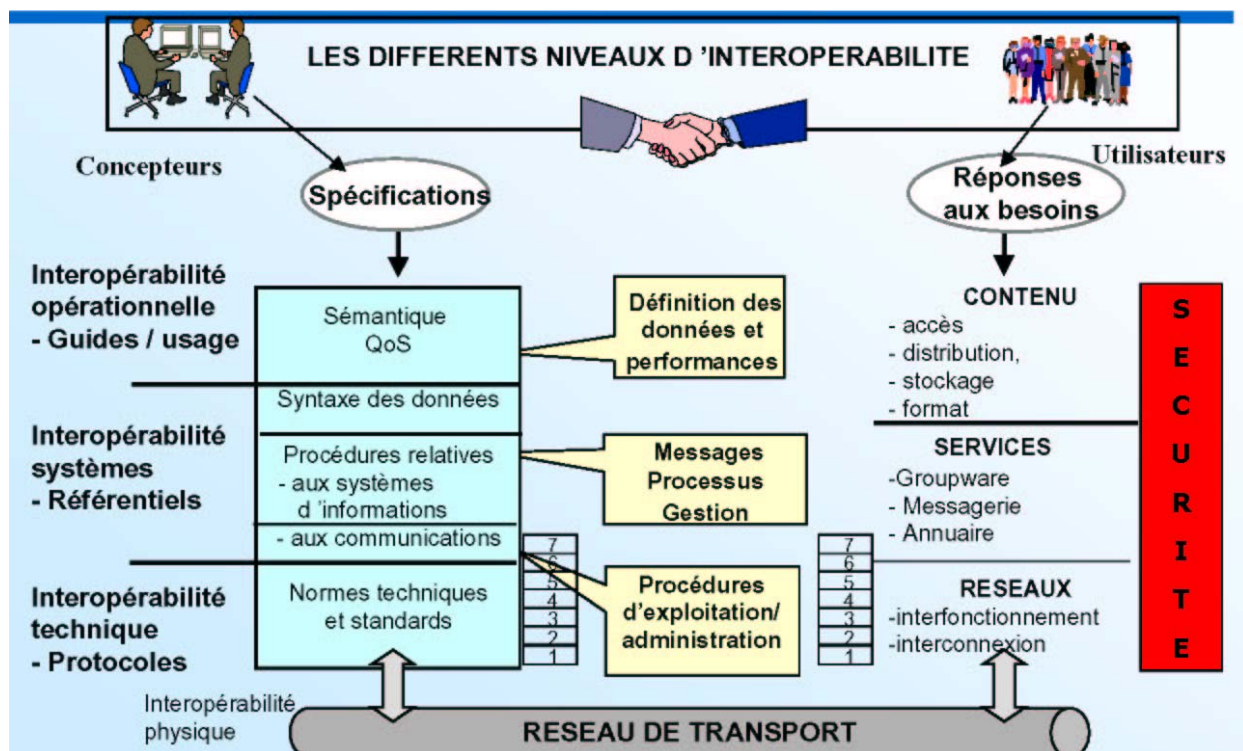 LES DIFFERENTS NIVEAUX D 'INTEROPERABILITE
Concepteurs
Utilisateurs
Spécifications
Réponses
aux besoins
Interopérabilité
opérationnelle
- Guides / usage
Sémantique
QoS
Définition des
données et
performances
CONTENU
- accès
- distribution,
- stockage
- format
Syntaxe des données
Interopérabilité
systèmes
- Référentiels
Procédures relatives
- aux systèmes
d 'informations
- aux communications
Messages
Processus
Gestion
SERVICES
-Groupware
- Messagerie
- Annuaire
Interopérabilité
technique
- Protocoles
Normes techniques
et standards
7
6
5
4
3
2
1
Procédures
d'exploitation/
administration
7
6
5
4
3
2
1
RESEAUX
-interfonctionnement
-interconnexion
S
E
C
U
R
I
T
E
Interopérabilité
physique
RESEAU DE TRANSPORT